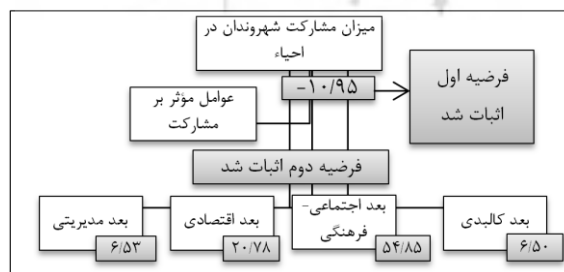 میزان مشارکت شهروندان در
احیاء
-۱۰/۹۵
فرضیه اول
اثبات شد
عوامل مؤثر بر
مشارکت
فرضیه دوم اثبات شد
بعد کالبدی
۶/۵۰
بعد اجتماعی-
فرهنگی
۵۴/۸۵
بعد اقتصادی
۲۰/۷۸
بعد مدیریتی
۶/۵۳